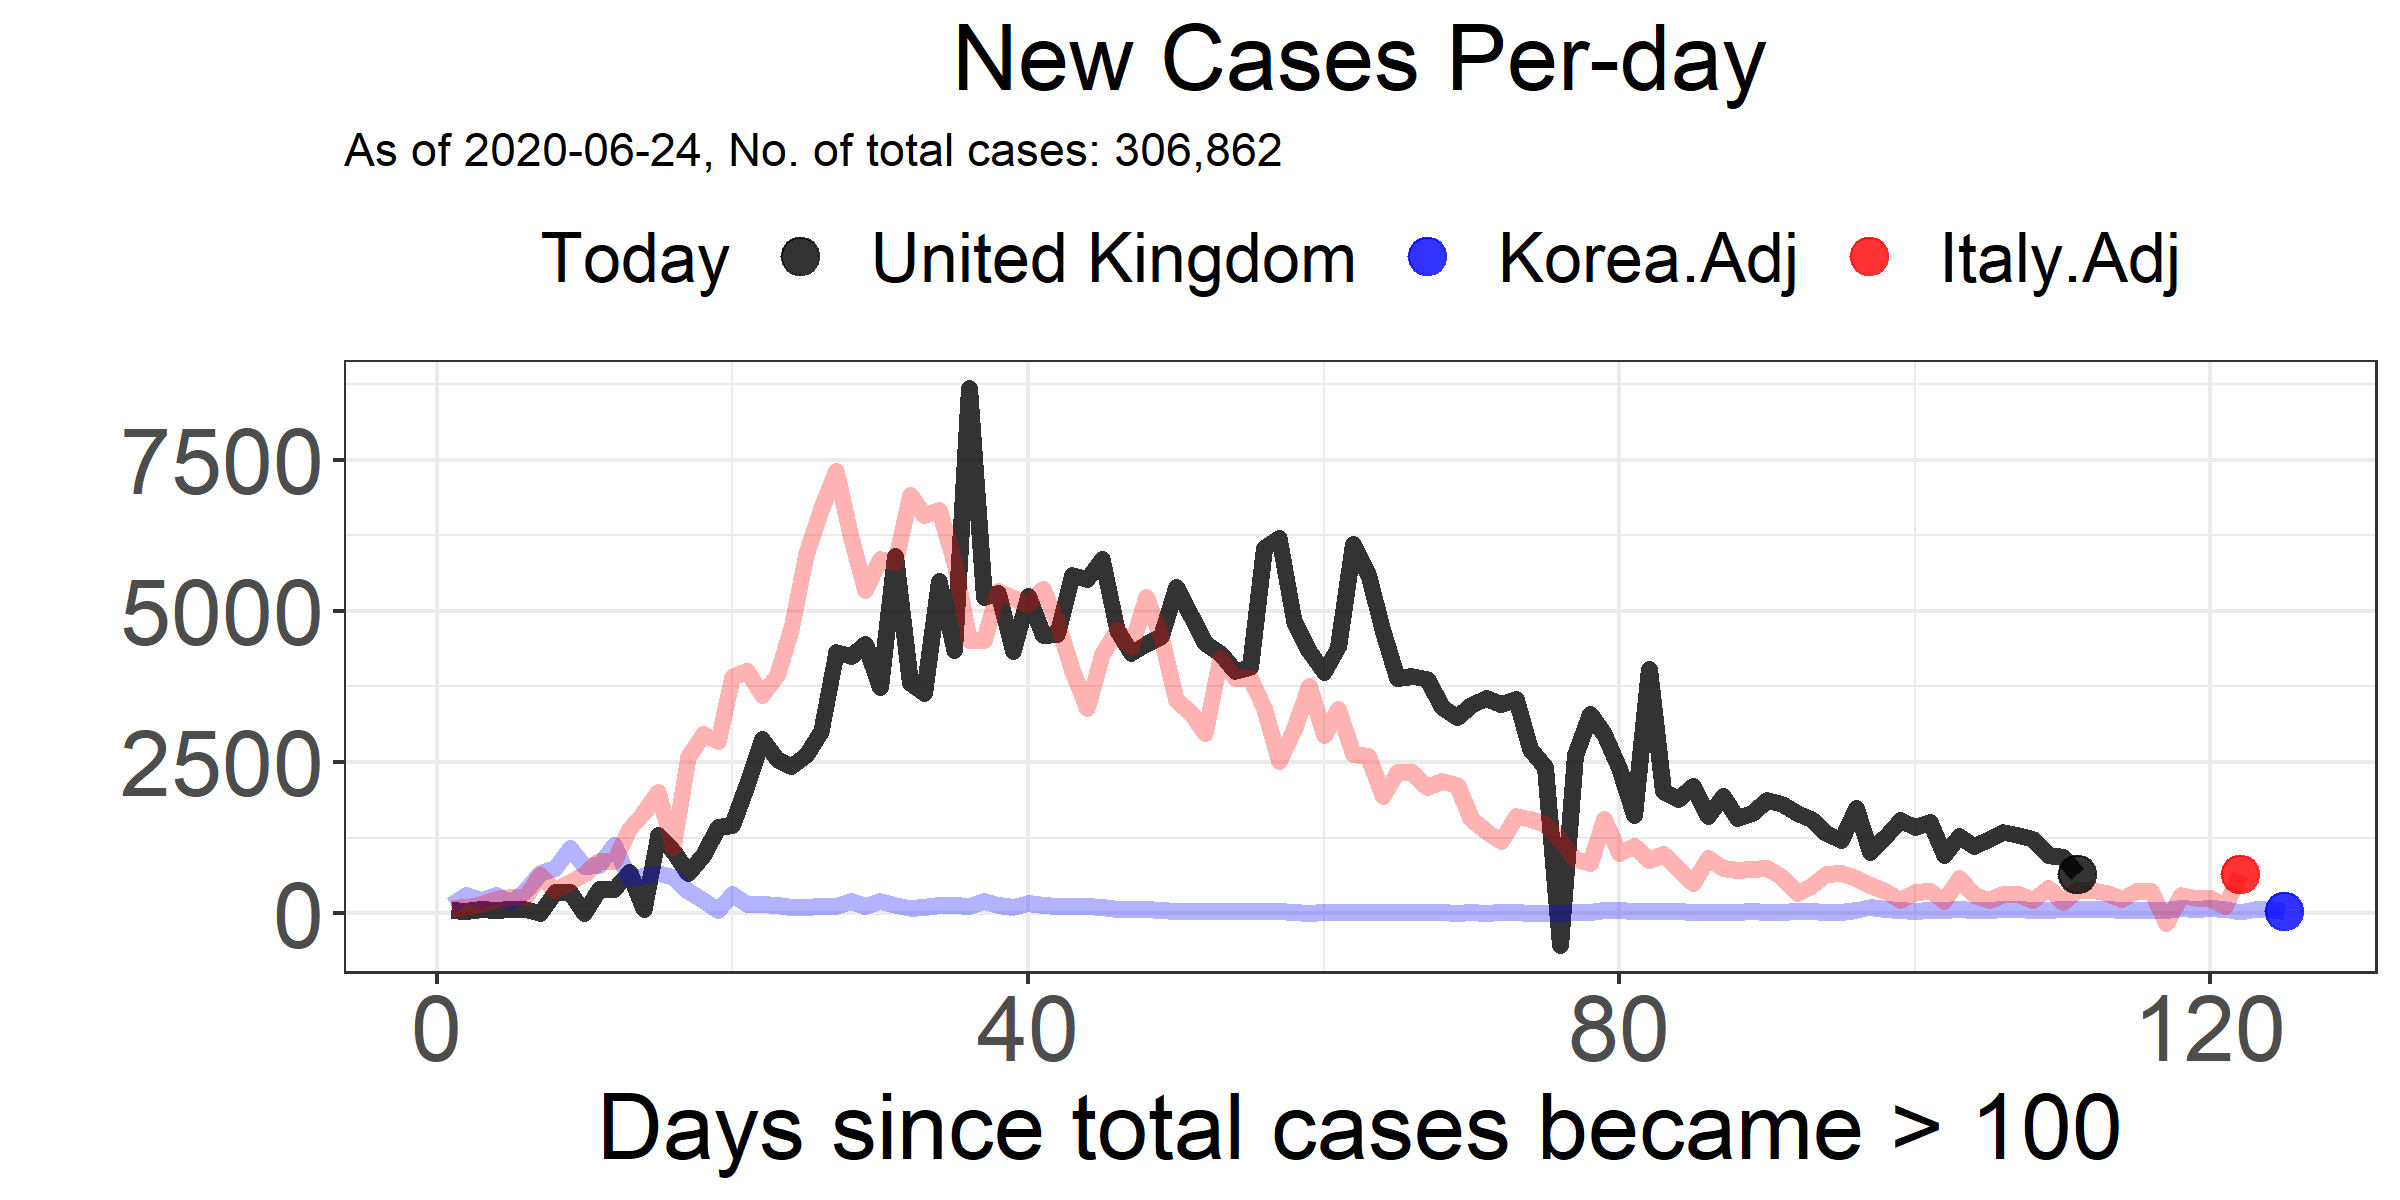 New Cases Per-day
As of 2020-06-24, No. of total cases: 306,862
Today United Kingdom Korea.Adj Italy.Adj
7500
5000
2500
0
0 40 80 120
Days since total cases became > 100